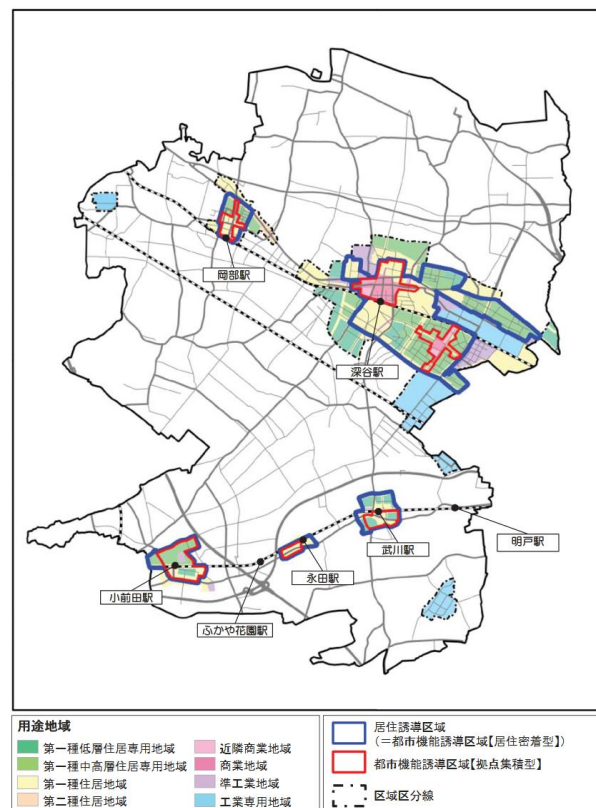 岡部駅
深谷駅
明戸駅
武川駅
永田駅
小前田駅
ふかや花園駅
用途地域
第一種低層住居専用地域
第一種中高層住居専用地域
第一種住居地域
第二種住居地域
近隣商業地域
商業地域
準工業地域
工業専用地域
居住誘導区域
（＝都市機能誘導区域【居住密着型】）
都市機能誘導区域【拠点集積型】
区域区分線